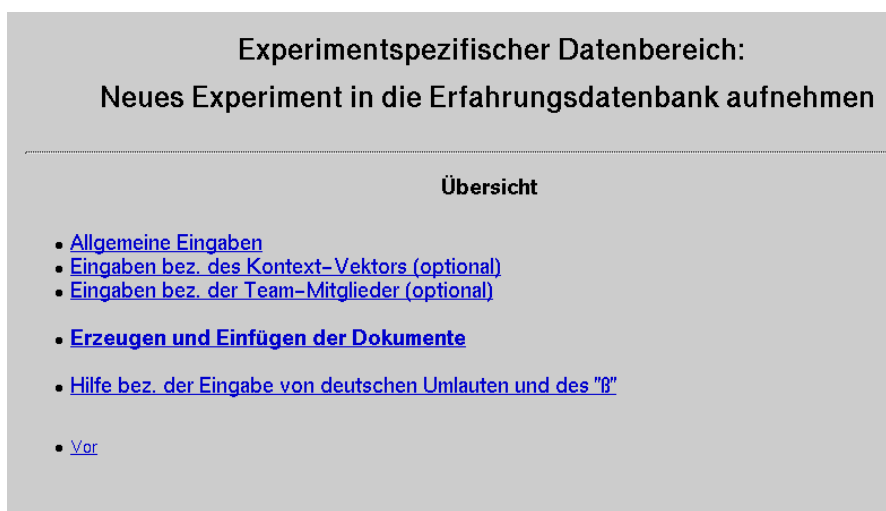 Experimentspezifischer Datenbereich:
Neues Experiment in die Erfahrungsdatenbank aufnehmen
Übersicht
• Allgemeine Eingaben
• Eingaben bez. des Kontext-Vektors (optional)
• Eingaben bez. der Team-Mitglieder (optional)
• Erzeugen und Einfügen der Dokumente
• Hilfe bez. der Eingabe von deutschen Umlauten und des "ß"
• Vor